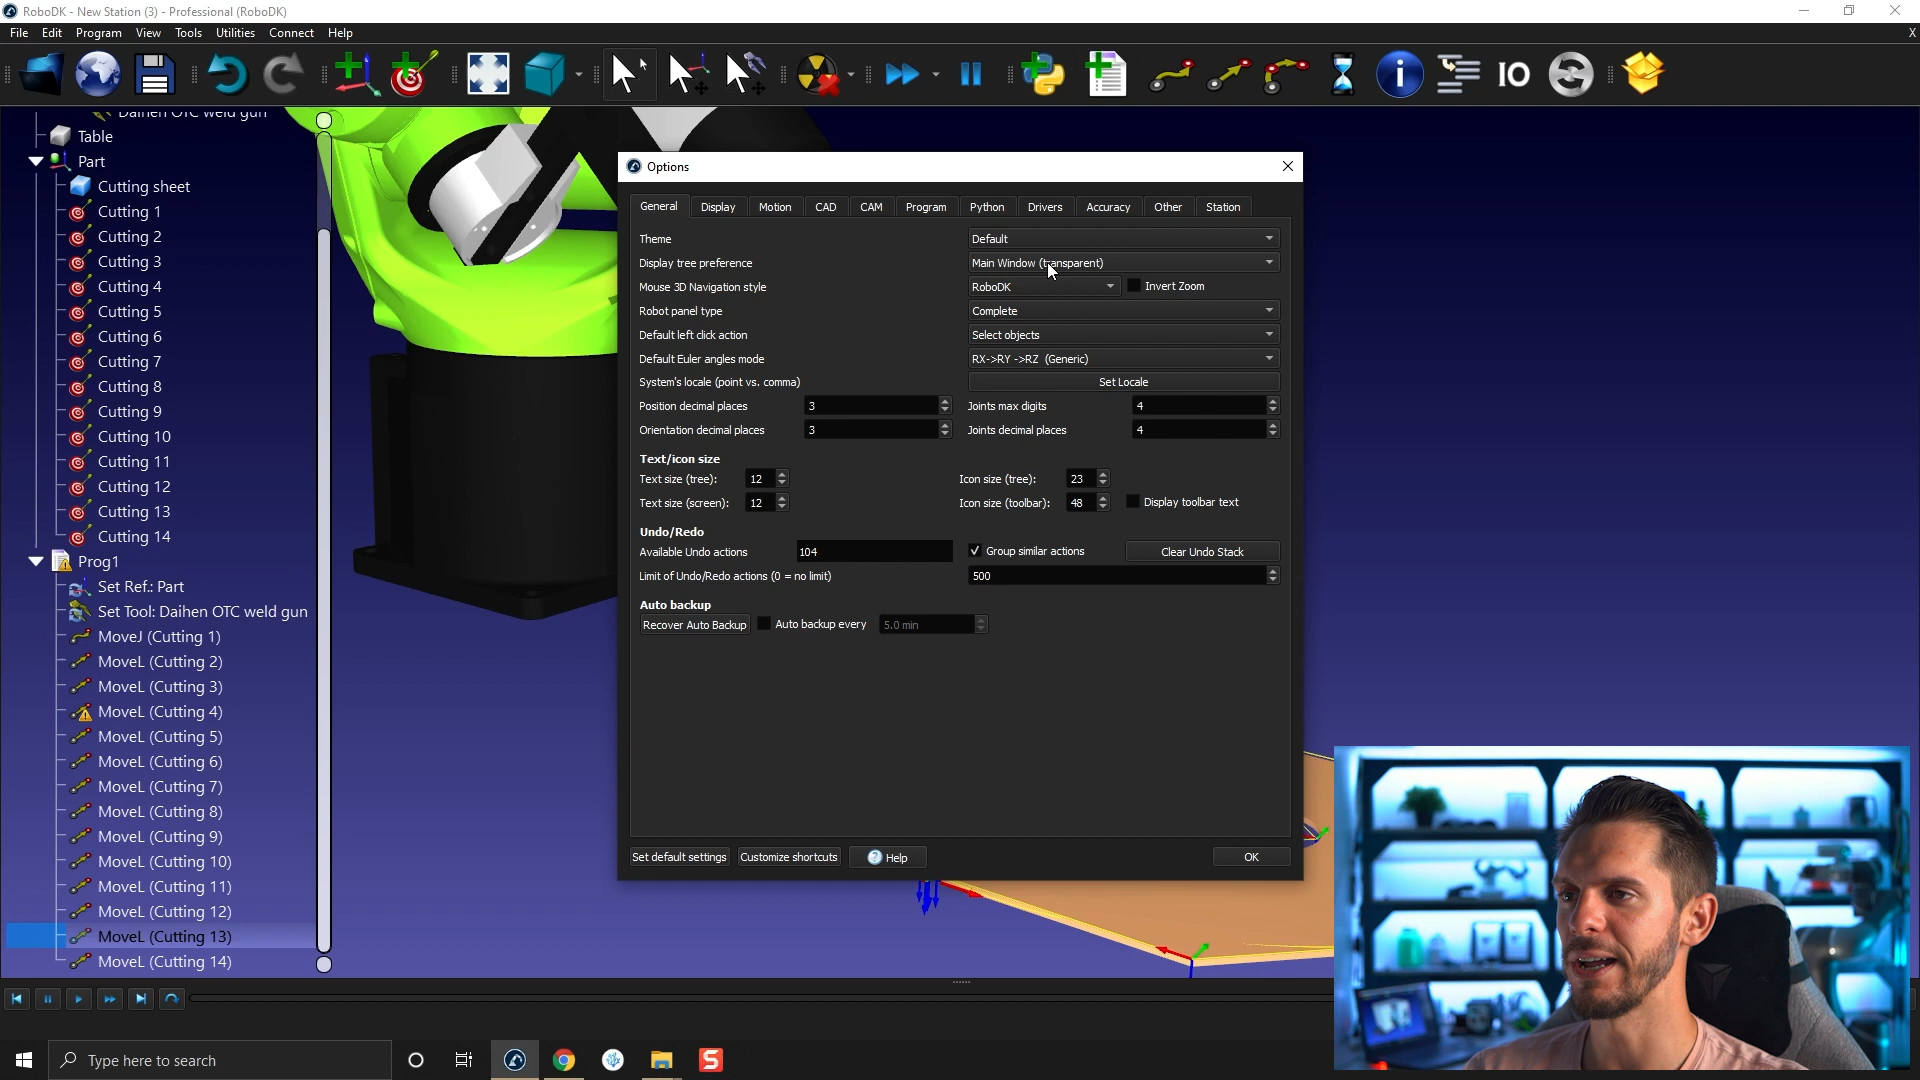 RoboDK - New Station (3) - Professional (RoboDK)
File Edit Program View Tools Utilities Connect Help X
IO
Daihen OTC weld gun
Table
Part
Cutting sheet
Cutting 1
Cutting 2
Cutting 3
Cutting 4
Cutting 5
Cutting 6
Cutting 7
Cutting 8
Cutting 9
Cutting 10
Cutting 11
Cutting 12
Cutting 13
Cutting 14
Prog1
Set Ref.: Part
Set Tool: Daihen OTC weld gun
MoveJ (Cutting 1)
MoveL (Cutting 2)
MoveL (Cutting 3)
MoveL (Cutting 4)
MoveL (Cutting 5)
MoveL (Cutting 6)
MoveL (Cutting 7)
MoveL (Cutting 8)
MoveL (Cutting 9)
MoveL (Cutting 10)
MoveL (Cutting 11)
MoveL (Cutting 12)
MoveL (Cutting 13)
MoveL (Cutting 14)
Options
General Display Motion CAD CAM Program Python Drivers Accuracy Other Station
Theme Default
Display tree preference Main Window (transparent)
Mouse 3D Navigation style RoboDK Invert Zoom
Robot panel type Complete
Default left click action Select objects
Default Euler angles mode RX->RY ->RZ (Generic)
System's locale (point vs. comma) Set Locale
Position decimal places 3 Joints max digits 4
Orientation decimal places 3 Joints decimal places 4
Text/icon size
Text size (tree): 12 Icon size (tree): 23
Text size (screen): 12 Icon size (toolbar): 48 Display toolbar text
Undo/Redo
Available Undo actions 104 Group similar actions Clear Undo Stack
Limit of Undo/Redo actions (0 = no limit) 500
Auto backup
Recover Auto Backup Auto backup every 5.0 min
Set default settings Customize shortcuts Help OK
Type here to search
S